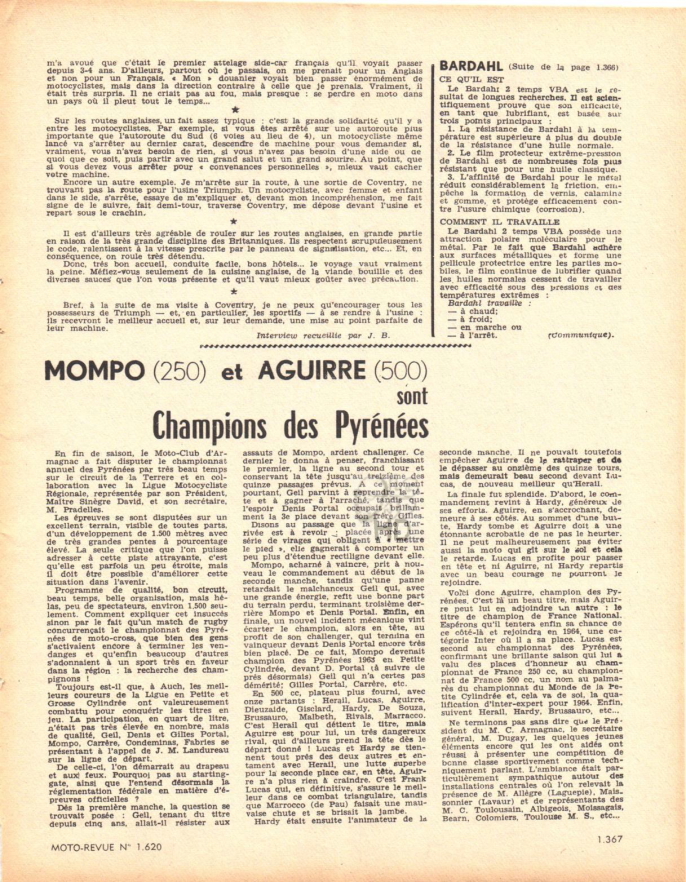 m'a avoué que c'était le premier attelage side-car français qu'il voyait passer
depuis 3-4 ans. D'ailleurs, partout où je passais, on me prenait pour un Anglais
et non pour un Français. « Mon » douanier voyait bien passer énormément de
motocyclistes, mais dans la direction contraire à celle que je prenais. Vraiment, il
était très surpris. Il ne criait pas au fou, mais presque : se perdre en moto dans
un pays où il pleut tout le temps...
★
Sur les routes anglaises, un fait assez typique : c'est la grande solidarité qu'il y a
entre les motocyclistes. Par exemple, si vous êtes arrêté sur une autoroute plus
importante que l'autoroute du Sud (6 voies au lieu de 4), un motocycliste même
lancé va s'arrêter au dernier carat, descendre de machine pour vous demander si,
vraiment, vous n'avez besoin de rien, si vous n'avez pas besoin d'une aide ou de
quoi que ce soit, puis partir avec un grand salut et un grand sourire. Au point, que
si vous devez vous arrêter pour « convenances personnelles », mieux vaut cacher
votre machine.
Encore un autre exemple. Je m'arrête sur la route, à une sortie de Coventry, ne
trouvant pas la route pour l'usine Triumph. Un motocycliste, avec femme et enfant
dans le side, s'arrête, essaye de m'expliquer et, devant mon incompréhension, me fait
signe de le suivre, fait demi-tour, traverse Coventry, me dépose devant l'usine et
repart sous le crachin.
★
Il est d'ailleurs très agréable de rouler sur les routes anglaises, en grande partie
en raison de la très grande discipline des Britanniques. Ils respectent scrupuleusement
le code, ralentissent à la vitesse prescrite par le panneau de signalisation, etc... Et, en
conséquence, on roule très détendu.
Donc, très bon accueil, conduite facile, bons hôtels... le voyage vaut vraiment
la peine. Méfiez-vous seulement de la cuisine anglaise, de la viande bouillie et des
diverses sauces que l'on vous présente et qu'il vaut mieux goûter avec précaution.
★
Bref, à la suite de ma visite à Coventry, je ne peux qu'encourager tous les
possesseurs de Triumph — et, en particulier, les sportifs — à se rendre à l'usine :
ils recevront le meilleur accueil et, sur leur demande, une mise au point parfaite de
leur machine.
Interview recueillie par J. B.
BARDAHL (Suite de la page 1.366)
CE QU'IL EST
Le Bardahl 2 temps VBA est le ré-
sultat de longues recherches. Il est scien-
tifiquement prouvé que son efficacité,
en tant que lubrifiant, est basée sur
trois points principaux :
1. La résistance de Bardahl à la tem-
pérature est supérieure à plus du double
de la résistance d'une huile normale.
2. Le film protecteur extrême-pression
de Bardahl est de nombreuses fois plus
résistant que pour une huile classique.
3. L'affinité de Bardahl pour le métal
réduit considérablement la friction, em-
pêche la formation, de vernis, calamine
et gomme, et protège efficacement con-
tre l'usure chimique (corrosion).
COMMENT IL TRAVAILLE
Le Bardahl 2 temps VBA possède une
attraction polaire moléculaire pour le
métal. Par le fait que Bardahl adhère
aux surfaces métalliques et forme une
pellicule protectrice entre les parties mo-
biles, le film continue de lubrifier quand
les huiles normales cessent de travailler
avec efficacité sous des pressions et des
températures extrêmes :
Bardahl travaille :
— à chaud;
— à froid;
— en marche ou
— à l'arrêt. (Communiqué).
MOMPO (250) et AGUIRRE (500)
sont
Champions des Pyrénées
En fin de saison, le Moto-Club d'Ar-
magnac a fait disputer le championnat
annuel des Pyrénées par très beau temps
sur le circuit de la Terrere et en col-
laboration avec la Ligue Motocycliste
Régionale, représentée par son Président,
Maître Sinègre David, et son secrétaire,
M. Pradelles.
Les épreuves se sont disputées sur un
excellent terrain, visible de toutes parts,
d'un développement de 1.500 mètres avec
de très grandes pentes à pourcentage
élevé. La seule critique que l'on puisse
adresser à cette plate attrayante, c'est
qu'elle est parfois un peu étroite, mais
il doit être possible d'améliorer cette
situation dans l'avenir.
Programme de qualité, bon circuit,
beau temps, belle organisation, mais hé-
las, peu de spectateurs, environ 1.500 seu-
lement. Comment expliquer cet insuccès
sinon par le fait qu'un match de rugby
concurrençait le championnat des Pyré-
nées de moto-cross, que bien des gens
s'activaient encore à terminer les ven-
danges et qu'enfin beaucoup d'autres
s'adonnaient à un sport très en faveur
dans la région : la recherche des cham-
pignons !
Toujours est-il que, à Auch, les meil-
leurs coureurs de la Ligue en Petite et
Grosse Cylindrée ont valeureusement
combattu pour conquérir les titres en
jeu. La participation, en quart de litre,
n'était pas très élevée en nombre, mais
de qualité, Geil, Denis et Gilles Portal,
Mompo, Carrère, Condeminas, Fabriès se
présentant à l'appel de J. M. Landureau
sur la ligne de départ.
De celle-ci, l'on démarrait au drapeau
et aux feux. Pourquoi pas au starting-
gate, ainsi que l'entend désormais la
réglementation fédérale en matière d'é-
preuves officielles ?
Dès la première manche, la question se
trouvait posée : Geil, tenant du titre
depuis cinq ans, allait-il résister aux
assauts de Mompo, ardent challenger. Ce
dernier le donna à penser, franchissant
le premier, la ligne au second tour et
conservant la tête jusqu'au troisième des
quinze passages prévus. A ce moment
pourtant, Geil parvint à reprendre la tê-
te et à gagner à l'arraché, tandis que
l'espoir Denis Portal occupait brillam-
ment la 3e place devant son frère Gilles.
Disons au passage que la ligne d'ar-
rivée est à revoir : placée après une
série de virages qui obligent à « mettre
le pied », elle gagnerait à comporter un
peu plus d'étendue rectiligne devant elle.
Mompo, acharné à vaincre, prit à nou-
veau le commandement au début de la
seconde manche, tandis qu'une panne
retardait le malchanceux Geil qui, avec
une grande énergie, refit une bonne part
du terrain perdu, terminant troisième der-
rière Mompo et Denis Portal. Enfin, en
finale, un nouvel incident mécanique vint
écarter le champion, alors en tête, au
profit de son challenger, qui termina en
vainqueur devant Denis Portal encore très
bien placé. De ce fait, Mompo devenait
champion des Pyrénées 1963 en Petite
Cylindrée, devant D. Portal (à suivre de
près désormais) Geil qui n'a certes pas
démérité; Gilles Portal, Carrère, etc.
En 500 cc, plateau plus fourni, avec
onze partants : Herail, Lucas, Aguirre,
Dieuzaide, Gisclard, Hardy, De Souza,
Brussauro, Malbeth, Rivals, Marracco.
C'est Herail qui détient le titre, mais
Aguirre est pour lui, un très dangereux
rival, qui d'ailleurs prend la tête dès le
départ donné ! Lucas et Hardy se tien-
nent tout près des deux autres et en-
tament avec Herail, une lutte superbe
pour la seconde place car, en tête, Aguir-
re n'a plus rien à craindre. C'est Frank
Lucas qui, en définitive, s'assure le meil-
leur dans ce combat triangulaire, tandis
que Marrocco (de Pau) faisait une mau-
vaise chute et se brisait la jambe.
Hardy était ensuite l'animateur de la
seconde manche. Il ne pouvait toutefois
empêcher Aguirre de le rattraper et de
le dépasser au onzième des quinze tours,
mais demeurait beau second devant Lu-
cas, de nouveau meilleur qu'Herail.
La finale fut splendide. D'abord, le com-
mandement revint à Hardy, généreux de
ses efforts. Aguirre, en s'accrochant, de-
meure à ses côtés. Au sommet d'une but-
te, Hardy tombe et Aguirre doit à une
étonnante acrobatie de ne pas le heurter.
Il ne peut malheureusement pas éviter
aussi la moto qui gît sur le sol et cela
le retarde. Lucas en profite pour passer
en tête et ni Aguirre, ni Hardy repartis
avec un beau courage ne pourront le
rejoindre.
Voici donc Aguirre, champion des Py-
rénées. C'est là un beau titre, mais Aguir-
re peut lui en adjoindre un autre : le
titre de champion de France National.
Espérons qu'il tentera enfin sa chance de
ce côté-là et rejoindra en 1964, une ca-
tégorie Inter où il a sa place. Lucas est
second au championnat des Pyrénées,
confirmant une brillante saison qui lui a
valu des places d'honneur au cham-
pionnat de France 250 cc, au champion-
nat de France 500 cc, un nom au palma-
rès du championnat du Monde de la Pe-
tite Cylindrée et, cela va de soi, la qua-
lification d'inter-expert pour 1964. Enfin,
suivent Herail, Hardy, Brussauro, etc...
Ne terminons pas sans dire que le Pré-
sident du M. C. Armagnac, le secrétaire
général, M. Dugay, les quelques jeunes
éléments encore qui les ont aidés ont
réussi à présenter une compétition de
bonne classe sportivement comme tech-
niquement parlant. L'ambiance était par-
ticulièrement sympathique autour des
installations centrales où l'on relevait la
présence de M. Allègre (Laguepie), Mais-
sonnier (Lavaur) et de représentants des
M. C. Toulousain, Albigeois, Moissagais,
Bearn, Colomiers, Toulouse M. S., etc...
MOTO-REVUE N° 1.620
1.367